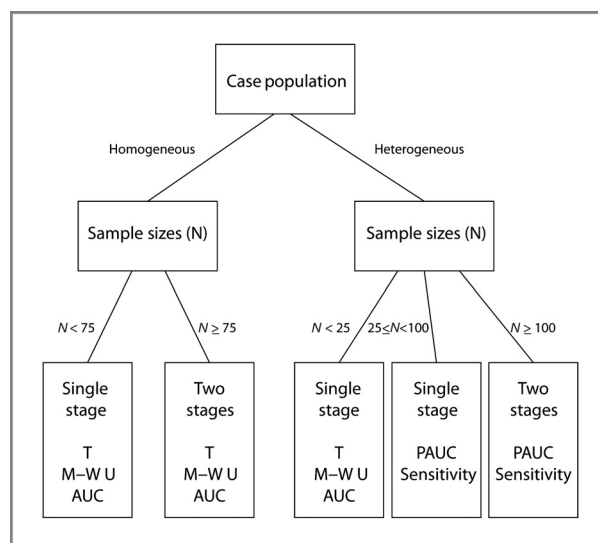 Case population
Homogeneous
Heterogeneous
Sample sizes (N)
Sample sizes (N)
N < 75
N ≥ 75
N < 25
25≤N<100
N ≥ 100
Single
stage
T
M–W U
AUC
Two
stages
T
M–W U
AUC
Single
stage
T
M–W U
AUC
Single
stage
PAUC
Sensitivity
Two
stages
PAUC
Sensitivity